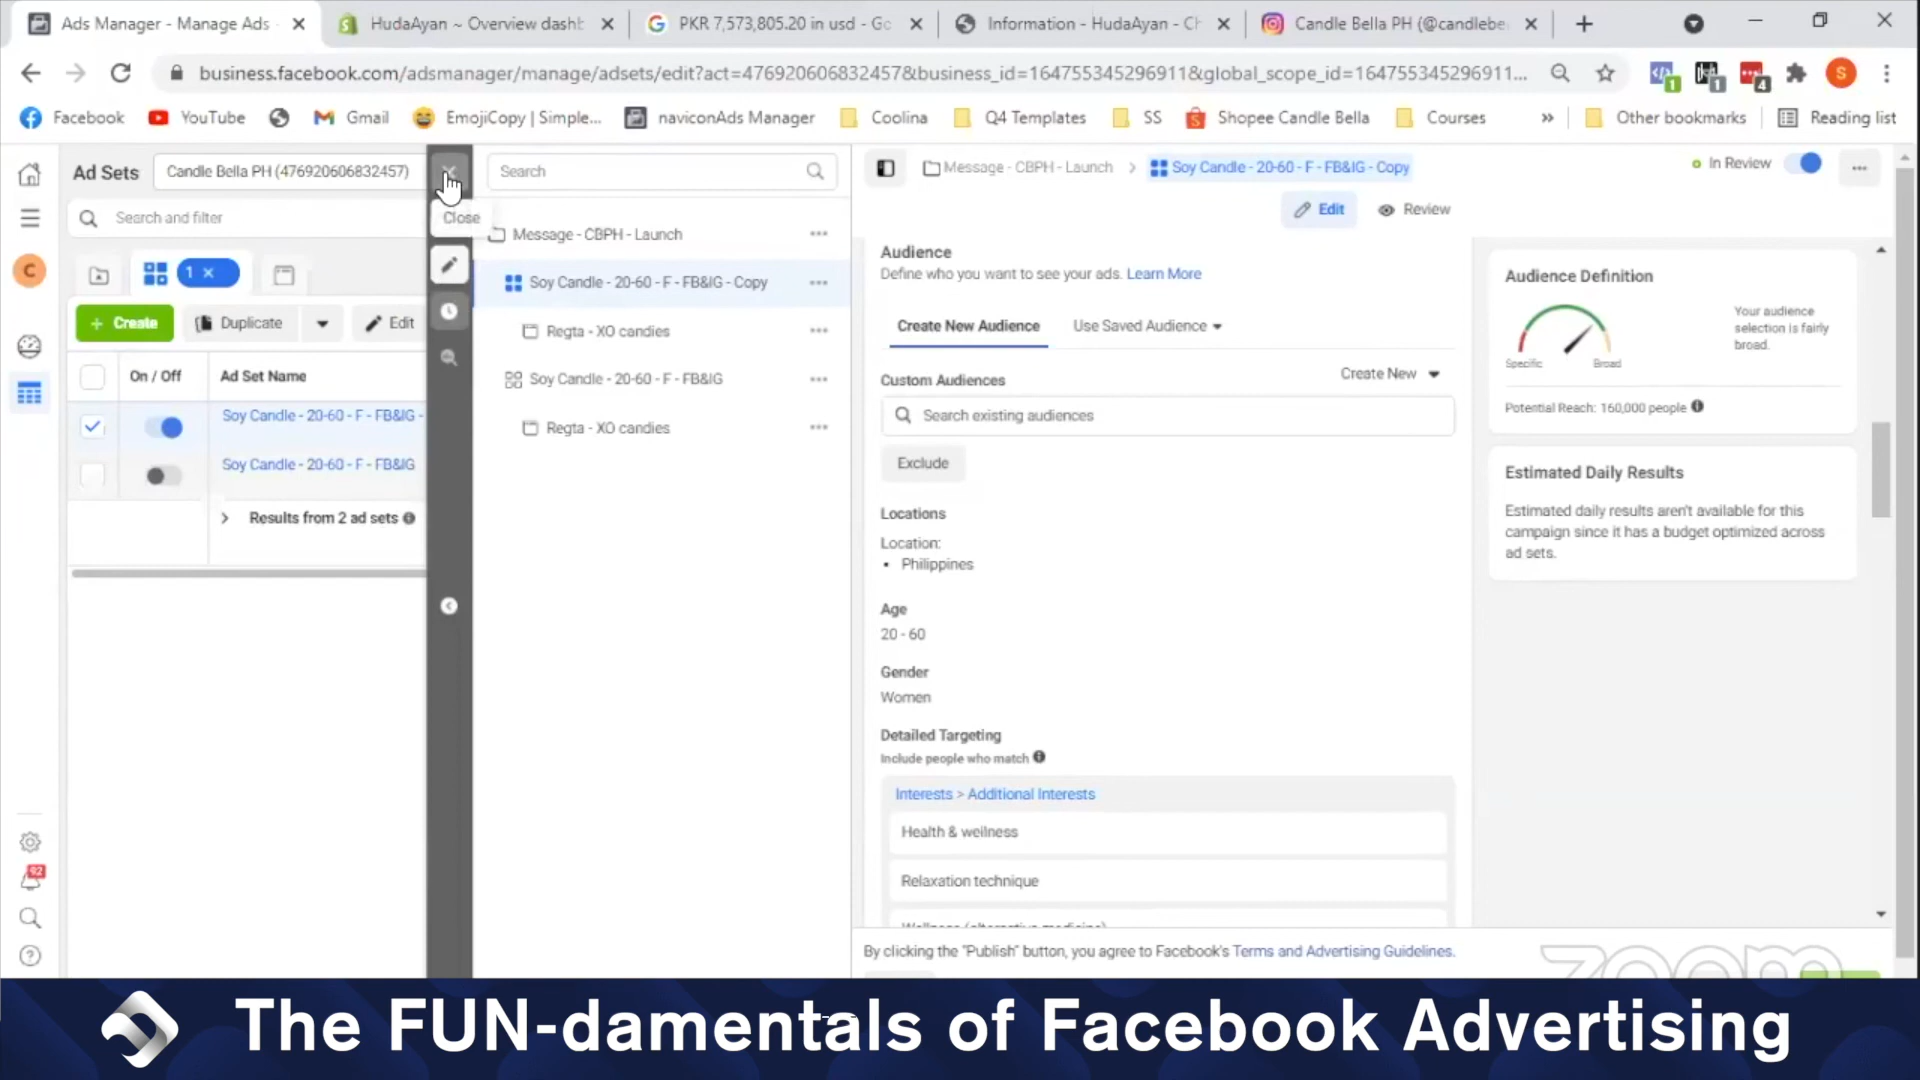 Ads Manager - Manage Ads
HudaAyan ~ Overview dashb
PKR 7,573,805.20 in usd - Go
Information - HudaAyan - Ch
Candle Bella PH (@candlebe
business.facebook.com/adsmanager/manage/adsets/edit?act=476920606832457&business_id=164755345296911&global_scope_id=164755345296911...
1
1
4
S
Facebook
YouTube
Gmail
EmojiCopy | Simple...
naviconAds Manager
Coolina
Q4 Templates
SS
Shopee Candle Bella
Courses
»
Other bookmarks
Reading list
Ad Sets
Candle Bella PH (476920606832457)
Search and filter
C
1 ×
+ Create
Duplicate
Edit
On / Off
Ad Set Name
Soy Candle - 20-60 - F - FB&IG -
Soy Candle - 20-60 - F - FB&IG
Results from 2 ad sets
92
Close
Search
Message - CBPH - Launch
Soy Candle - 20-60 - F - FB&IG - Copy
Regta - XO candies
Soy Candle - 20-60 - F - FB&IG
Regta - XO candies
Message - CBPH - Launch > Soy Candle - 20-60 - F - FB&IG - Copy
In Review
Edit
Review
Audience
Define who you want to see your ads. Learn More
Create New Audience
Use Saved Audience
Custom Audiences
Create New
Search existing audiences
Exclude
Locations
Location:
• Philippines
Age
20 - 60
Gender
Women
Detailed Targeting
Include people who match
Interests > Additional Interests
Health & wellness
Relaxation technique
Wellness (alternative medicine)
By clicking the "Publish" button, you agree to Facebook's Terms and Advertising Guidelines.
Audience Definition
Specific
Broad
Your audience
selection is fairly
broad.
Potential Reach: 160,000 people
Estimated Daily Results
Estimated daily results aren't available for this
campaign since it has a budget optimized across
ad sets.
zoom
The FUN-damentals of Facebook Advertising